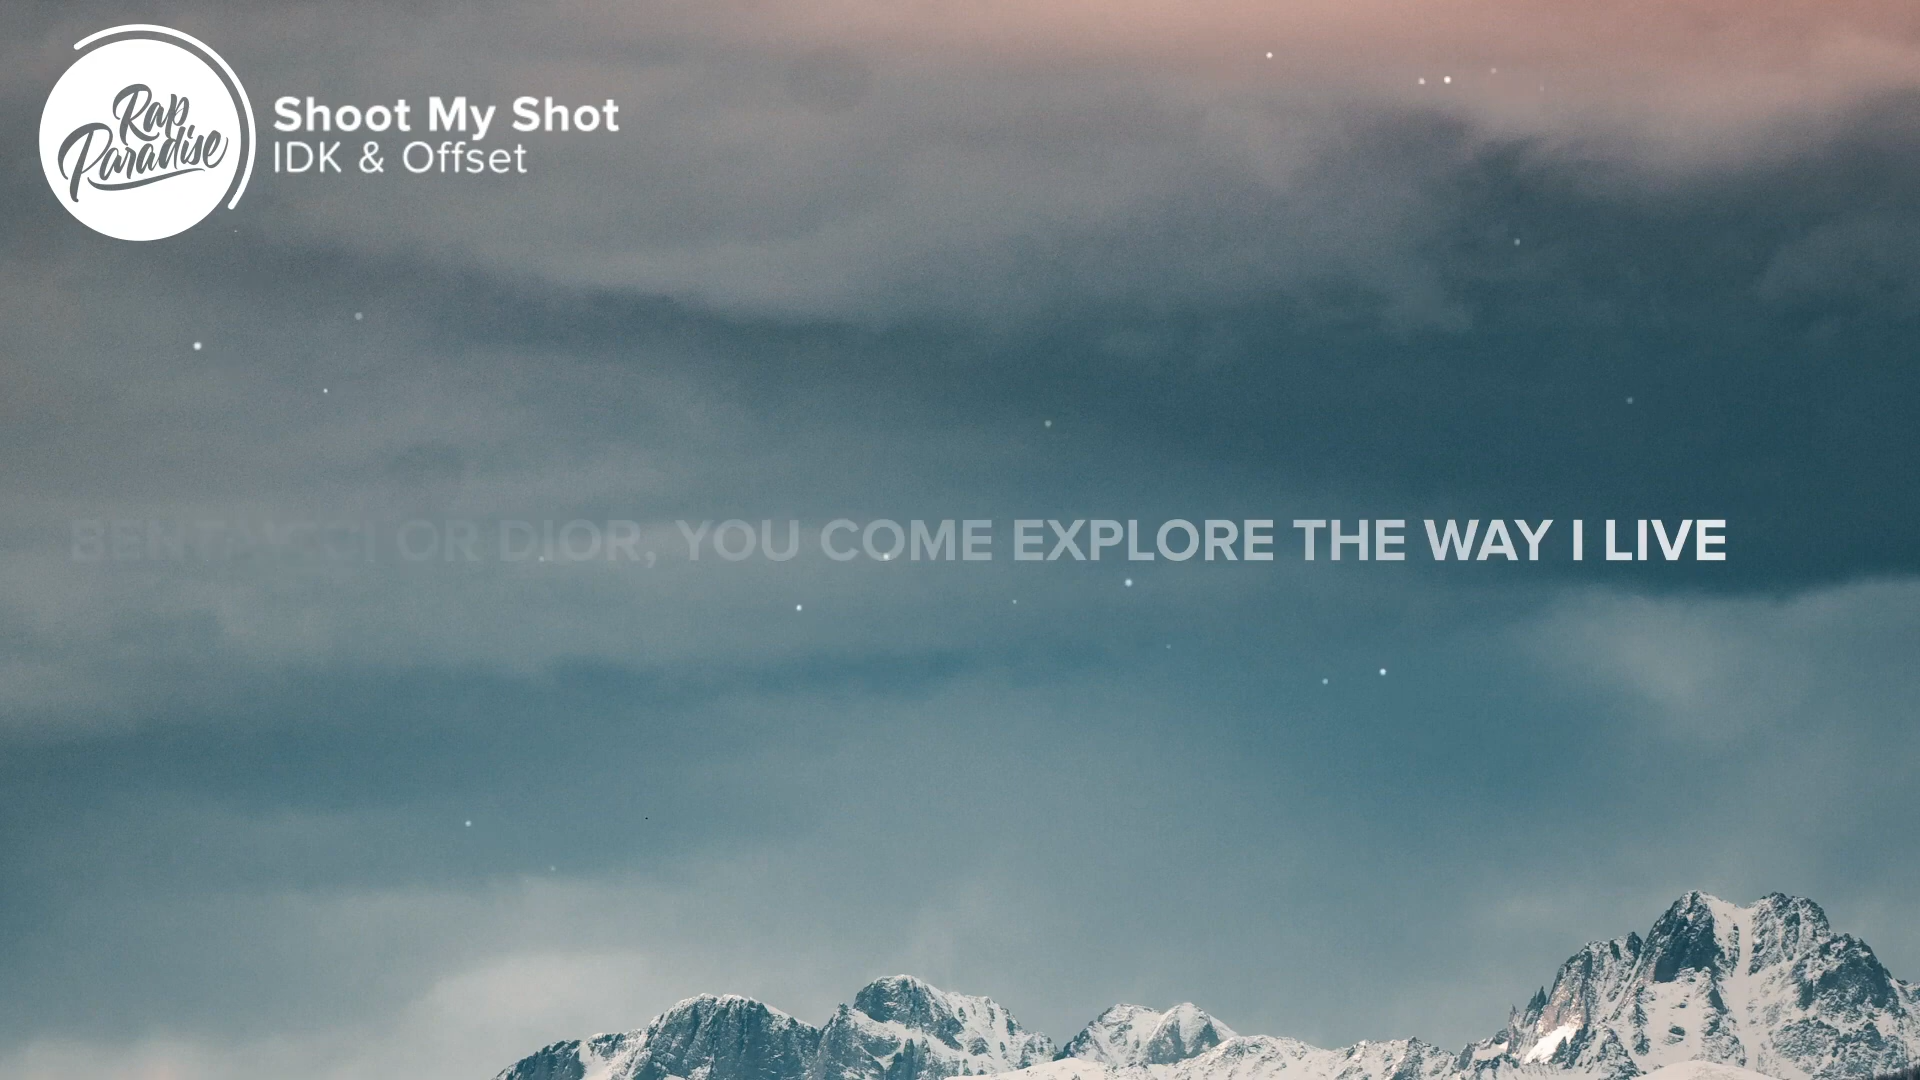 Rap
Paradise
Shoot My Shot
IDK & Offset
OR DIOR, YOU COME EXPLORE THE WAY I LIVE